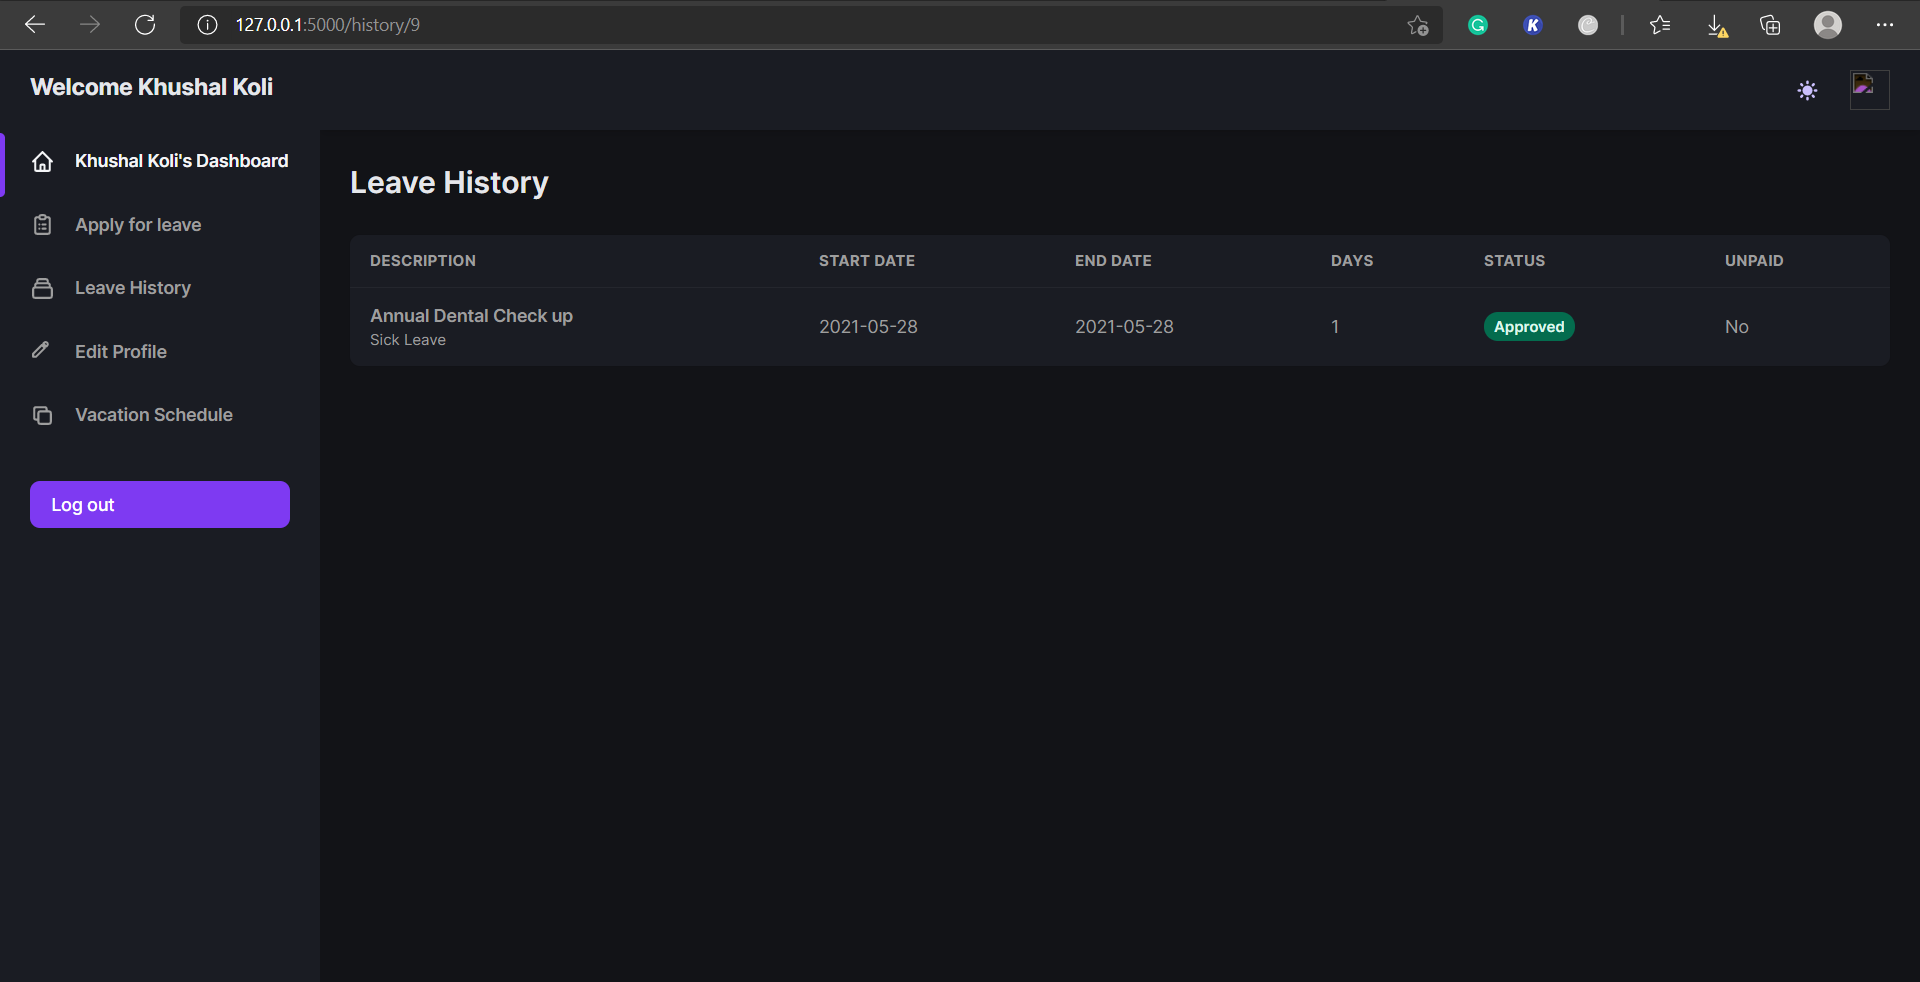 127.0.0.1:5000/history/9
Welcome Khushal Koli
Khushal Koli's Dashboard
Apply for leave
Leave History
Edit Profile
Vacation Schedule
Log out
Leave History
DESCRIPTION START DATE END DATE DAYS STATUS UNPAID
Annual Dental Check up
Sick Leave
2021-05-28 2021-05-28 1 Approved No